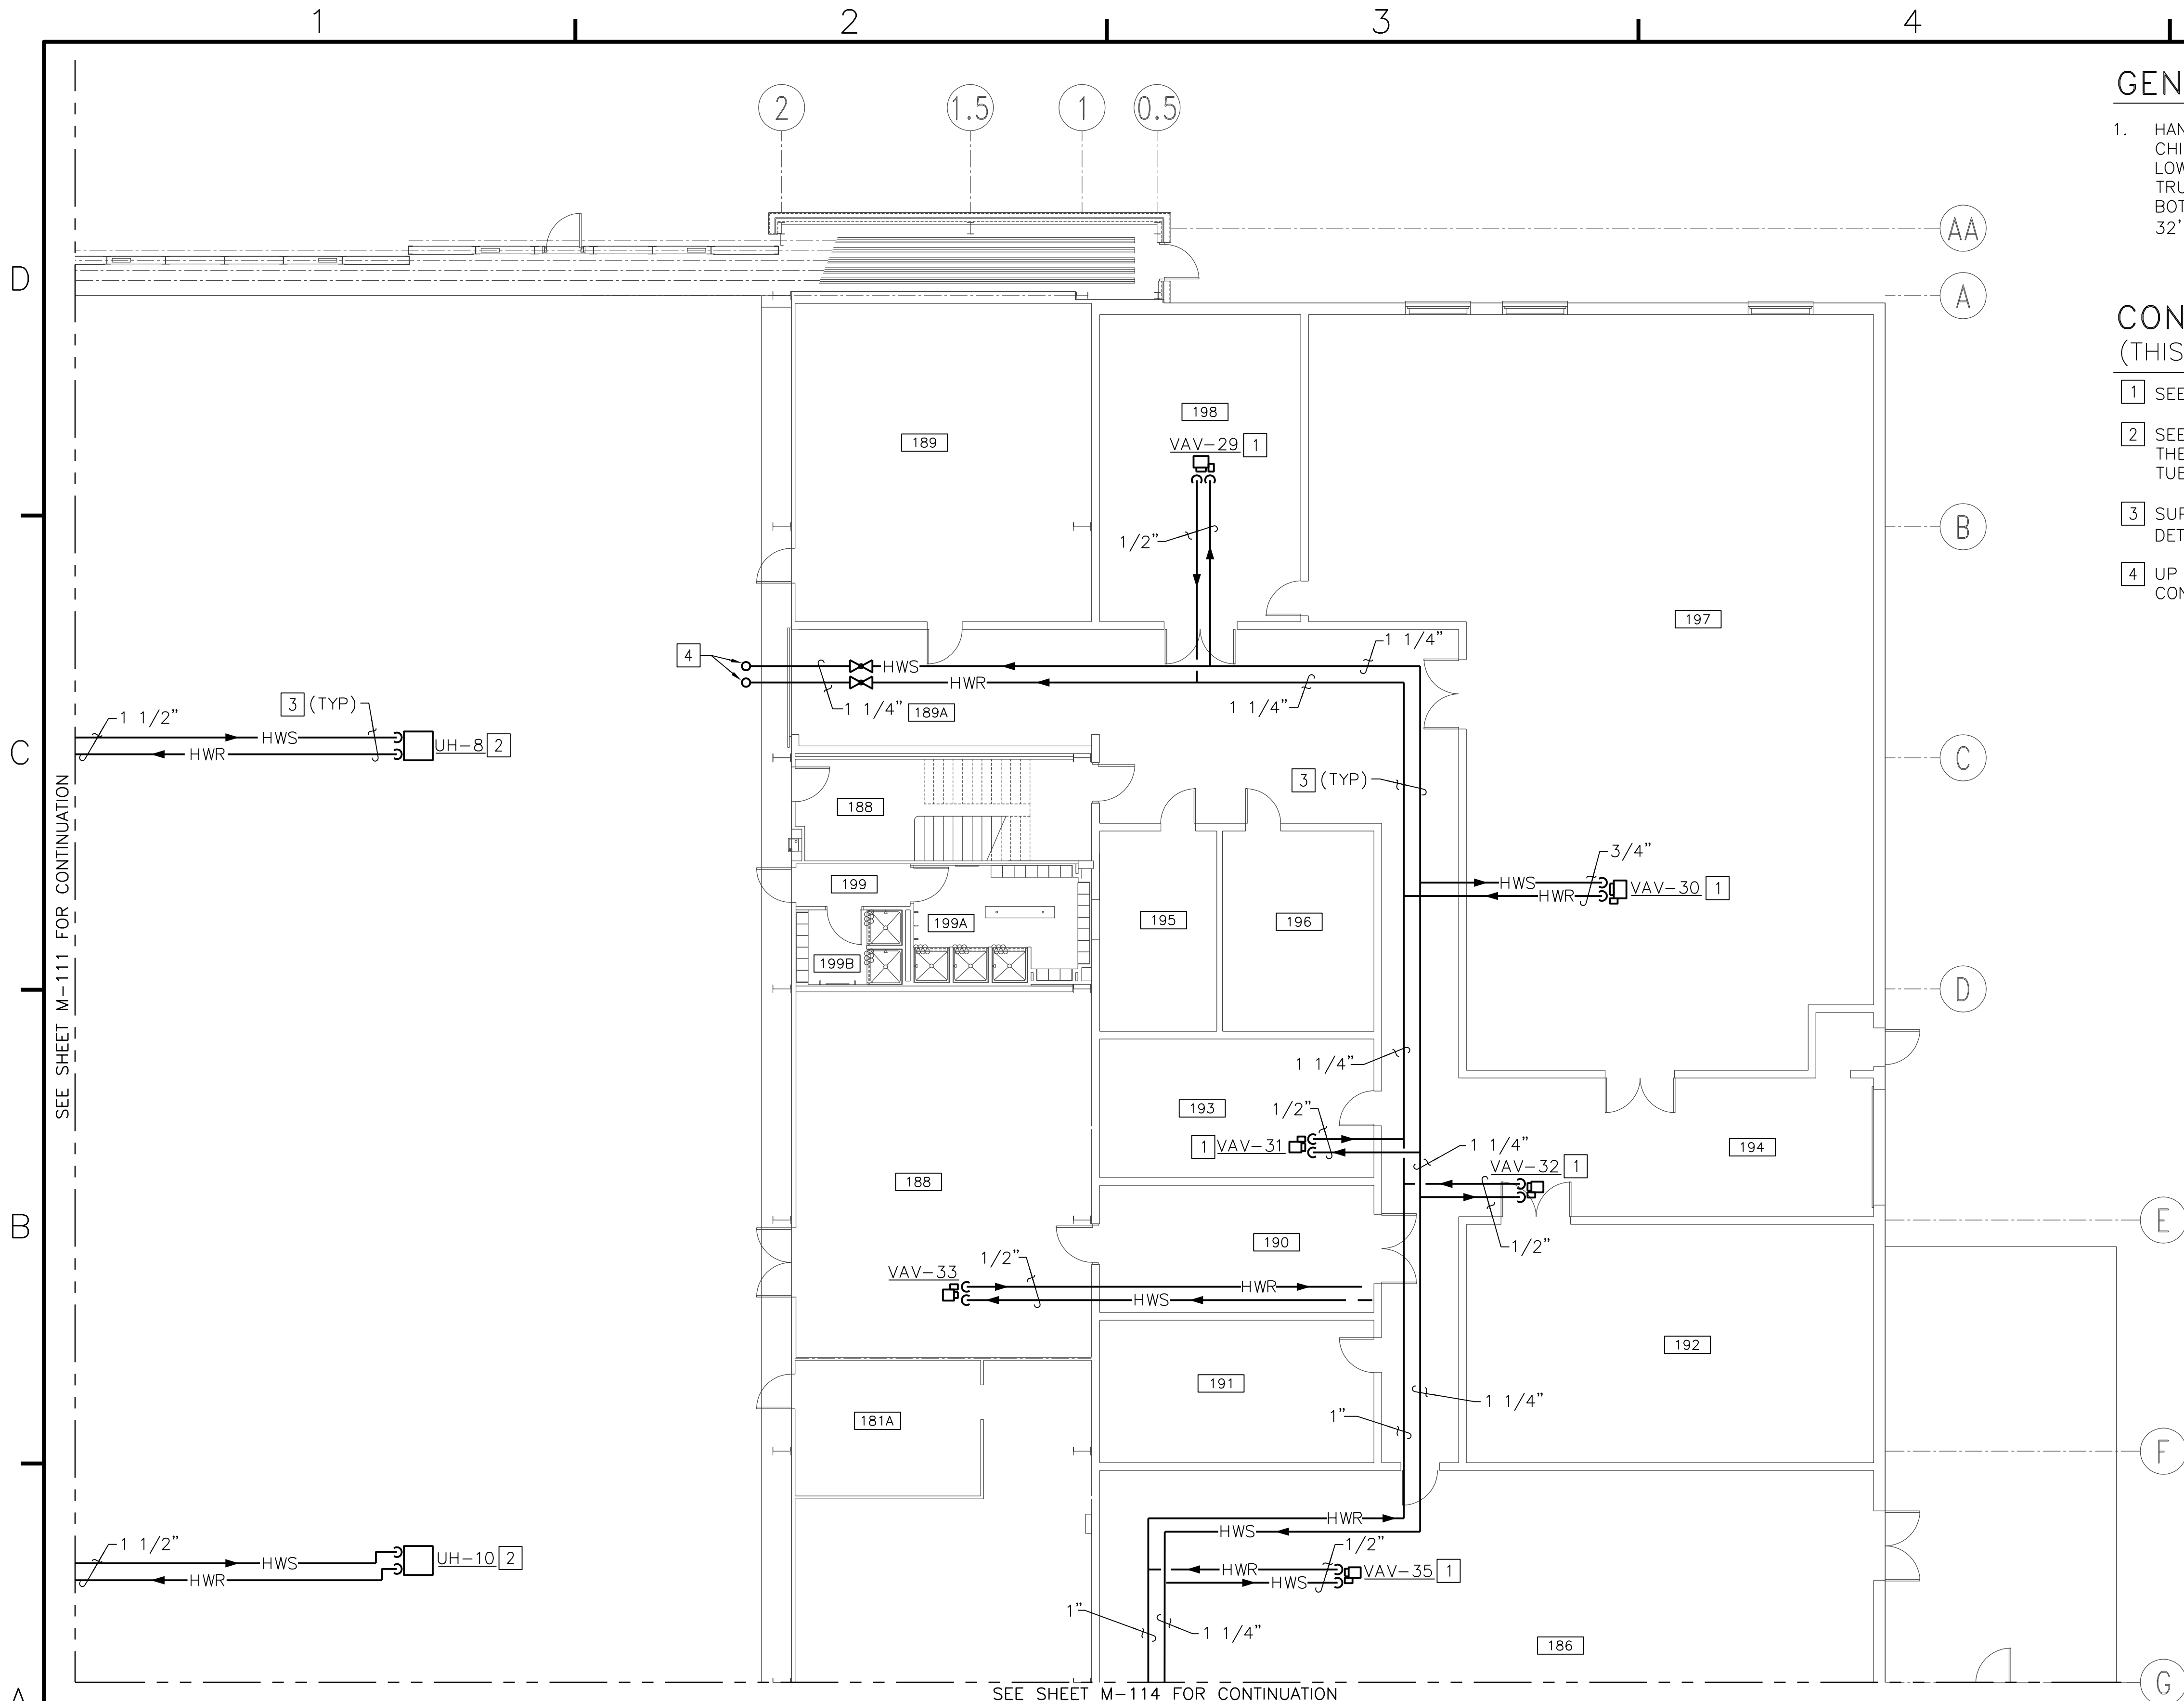 1 2 3 4
GEN
2 1.5 1 0.5
1. HAN
CHI
LOW
TRU
BOT
32'
AA
D
A
CON
(THIS
1 SEE
198
189
VAV-29 1
2 SEE
THE
TUE
3 SUP
DET
B
1/2"
4 UP
CON
197
1 1/4"
4
HWS
HWR
1 1/4" 189A
1 1/4"
3 (TYP)
1 1/2"
HWS
HWR
UH-8 2
C
C
3 (TYP)
188
SEE SHEET M-111 FOR CONTINUATION
3/4"
HWS
HWR
VAV-30 1
199
199A
195
196
199B
D
1 1/4"
193
1/2"
1 VAV-31
1 1/4"
194
VAV-32 1
188
B
E
190
1/2"
1/2"
VAV-33
HWR
HWS
192
191
1 1/4"
1"
181A
F
HWR
HWS
1 1/2"
HWS
HWR
UH-10 2
1/2"
HWR
HWS
VAV-35 1
1"
1 1/4"
186
A
G
SEE SHEET M-114 FOR CONTINUATION